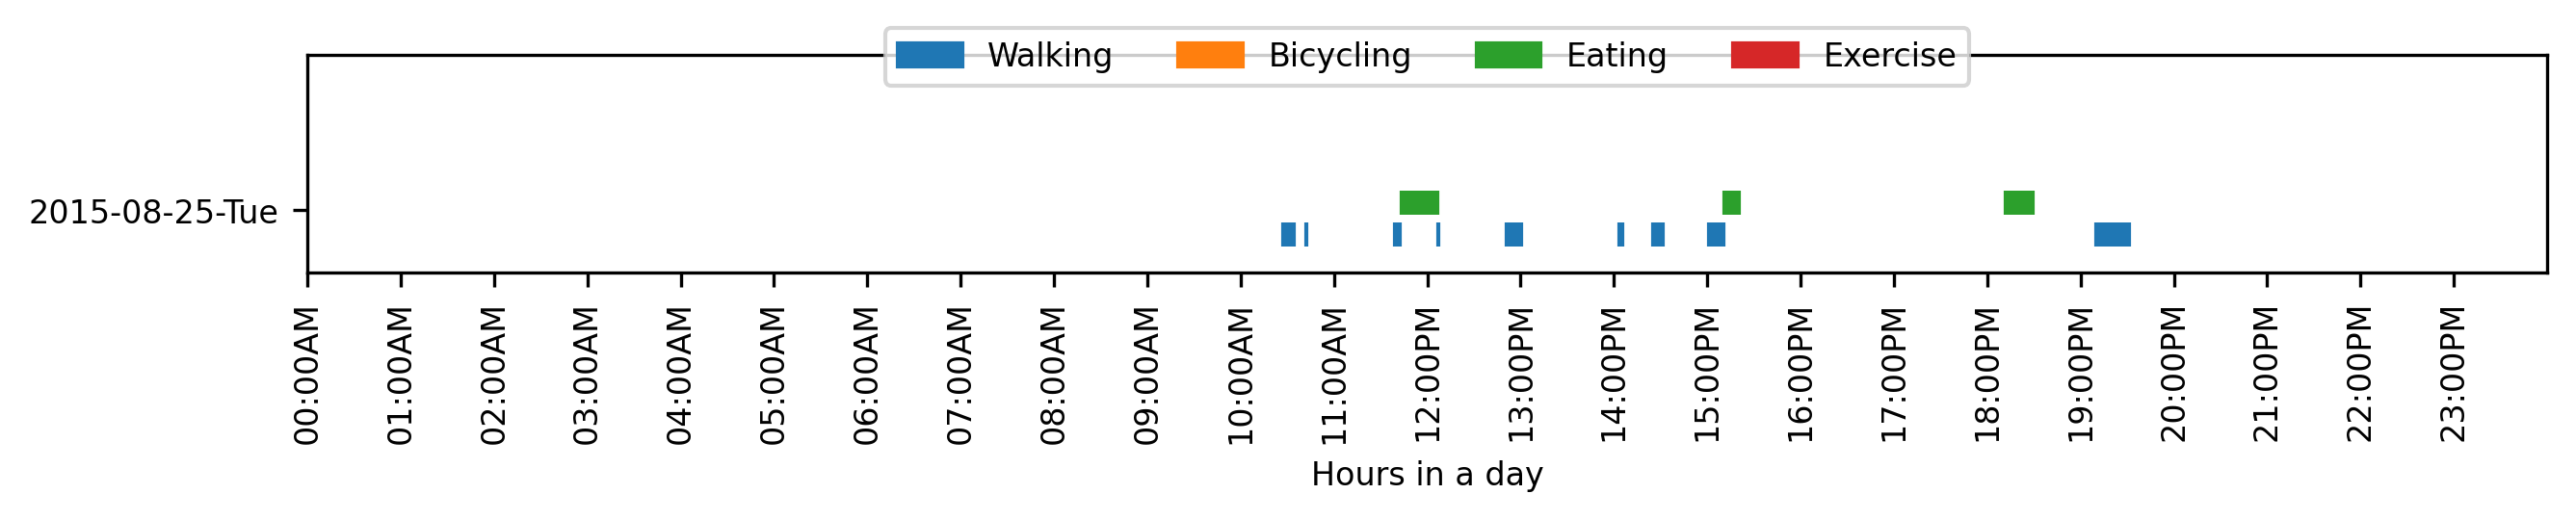 Walking Bicycling Eating Exercise
2015-08-25-Tue
00:00AM
01:00AM
02:00AM
03:00AM
04:00AM
05:00AM
06:00AM
07:00AM
08:00AM
09:00AM
10:00AM
11:00AM
12:00PM
13:00PM
14:00PM
15:00PM
16:00PM
17:00PM
18:00PM
19:00PM
20:00PM
21:00PM
22:00PM
23:00PM
Hours in a day